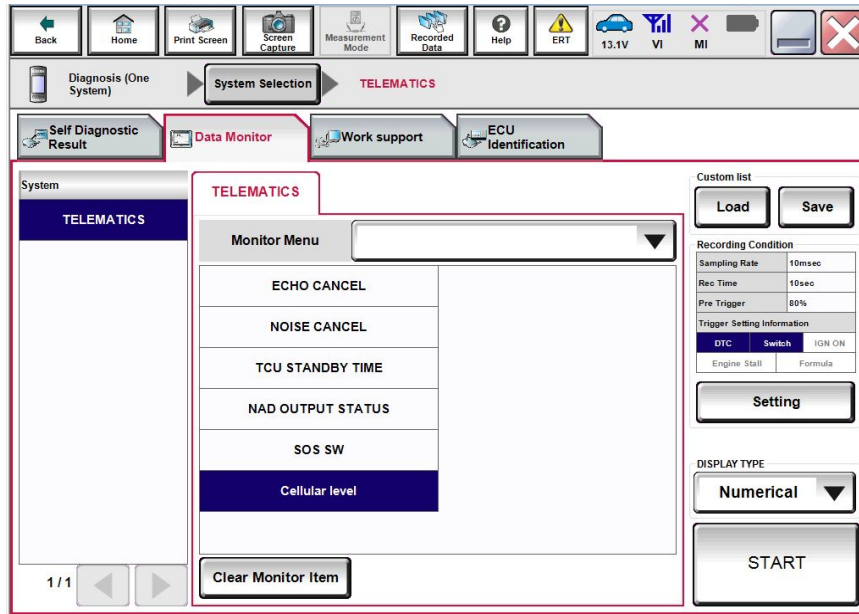 Back
Home
Print Screen
Screen
Capture
Measurement
Mode
Recorded
Data
Help
ERT
13.1V
VI
MI
Diagnosis (One
System)
System Selection
TELEMATICS
Self Diagnostic
Result
Data Monitor
Work support
ECU
Identification
System
TELEMATICS
1/1
TELEMATICS
Monitor Menu
ECHO CANCEL
NOISE CANCEL
TCU STANDBY TIME
NAD OUTPUT STATUS
SOS SW
Cellular level
Clear Monitor Item
Custom list
Load
Save
Recording Condition
Sampling Rate 10msec
Rec Time 10sec
Pre Trigger 80%
Trigger Setting Information
DTC Switch IGN ON
Engine Stall Formula
Setting
DISPLAY TYPE
Numerical
START